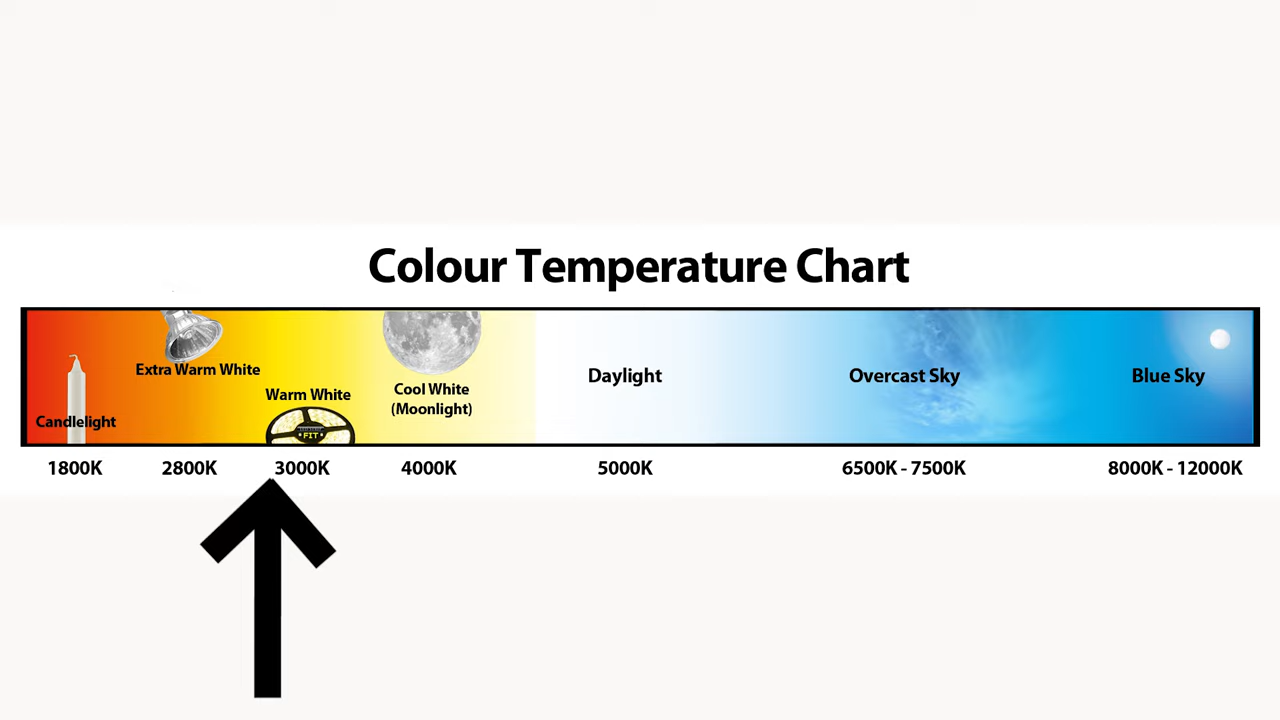 Colour Temperature Chart
Candlelight
Extra Warm White
Warm White
FIT
Cool White
(Moonlight)
Daylight
Overcast Sky
Blue Sky
1800K
2800K
3000K
4000K
5000K
6500K - 7500K
8000K - 12000K